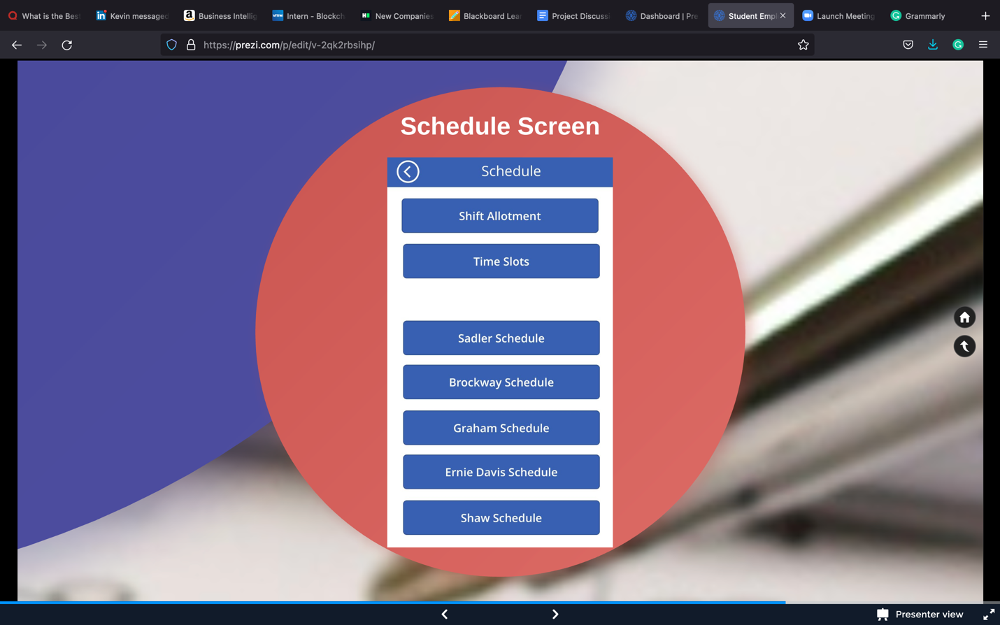 What is the Bes
Kevin messaged
Business Intellig
Intern - Blockch
New Companies
Blackboard Lear
Project Discussi
Dashboard | Pre
Student Empl
Launch Meeting
Grammarly
https://prezi.com/p/edit/v-2qk2rbsihp/
Schedule Screen
Schedule
Shift Allotment
Time Slots
Sadler Schedule
Brockway Schedule
Graham Schedule
Ernie Davis Schedule
Shaw Schedule
Presenter view